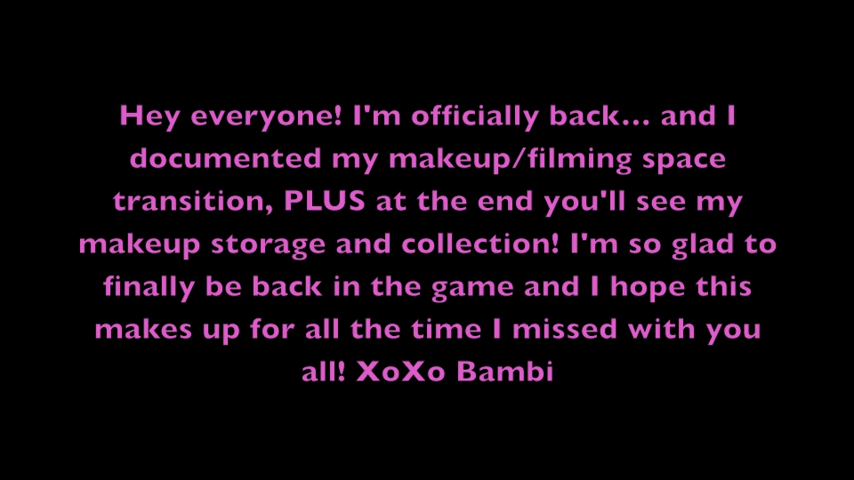 Hey everyone! I'm officially back... and I
documented my makeup/filming space
transition, PLUS at the end you'll see my
makeup storage and collection! I'm so glad to
finally be back in the game and I hope this
makes up for all the time I missed with you
all! XoXo Bambi